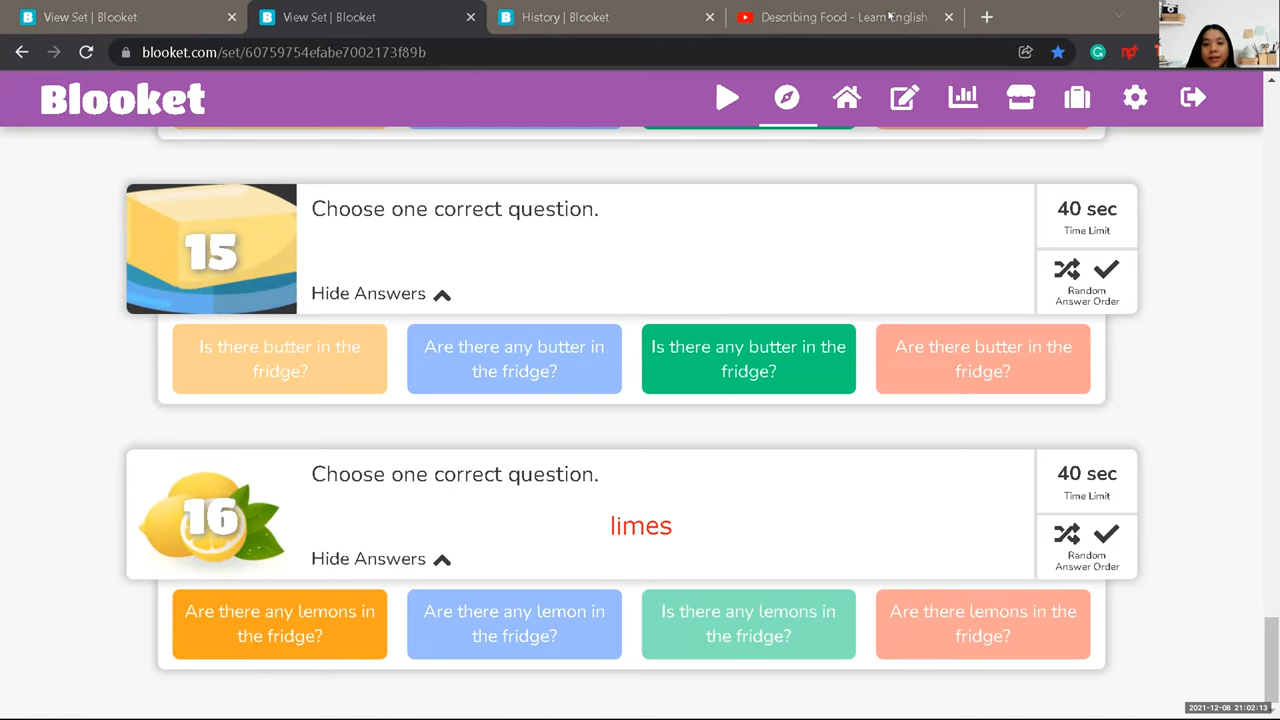 View Set | Blooket
View Set | Blooket
History | Blooket
Describing Food - Learn English
blooket.com/set/60759754efabe7002173f89b
Blooket
15
Choose one correct question.
Hide Answers
40 sec
Time Limit
Random
Answer Order
Is there butter in the
fridge?
Are there any butter in
the fridge?
Is there any butter in the
fridge?
Are there butter in the
fridge?
16
Choose one correct question.
limes
Hide Answers
40 sec
Time Limit
Random
Answer Order
Are there any lemons in
the fridge?
Are there any lemon in
the fridge?
Is there any lemons in
the fridge?
Are there lemons in the
fridge?
2021-12-08 21:02:13